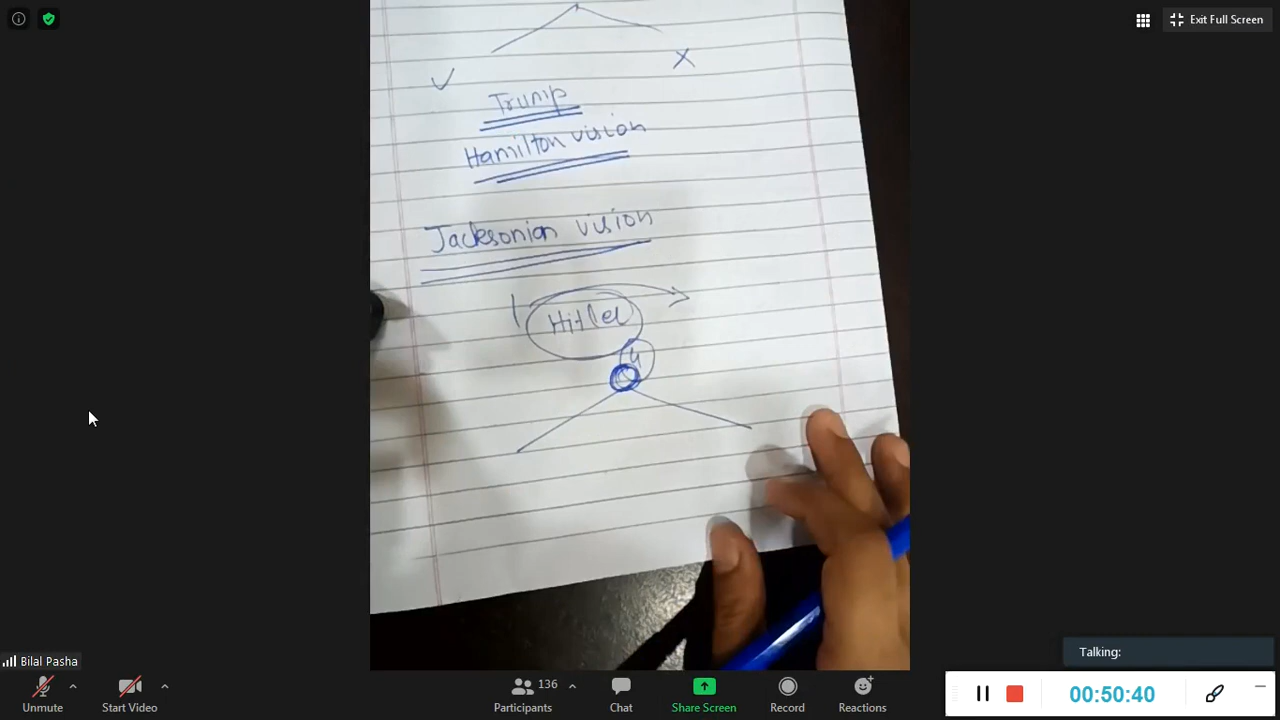 Exit Full Screen
Trump
Hamilton vision
Jacksonian vision
Hitler
4
Talking:
Bilal Pasha
136
00:50:40
Unmute
Start Video
Participants
Chat
Share Screen
Record
Reactions